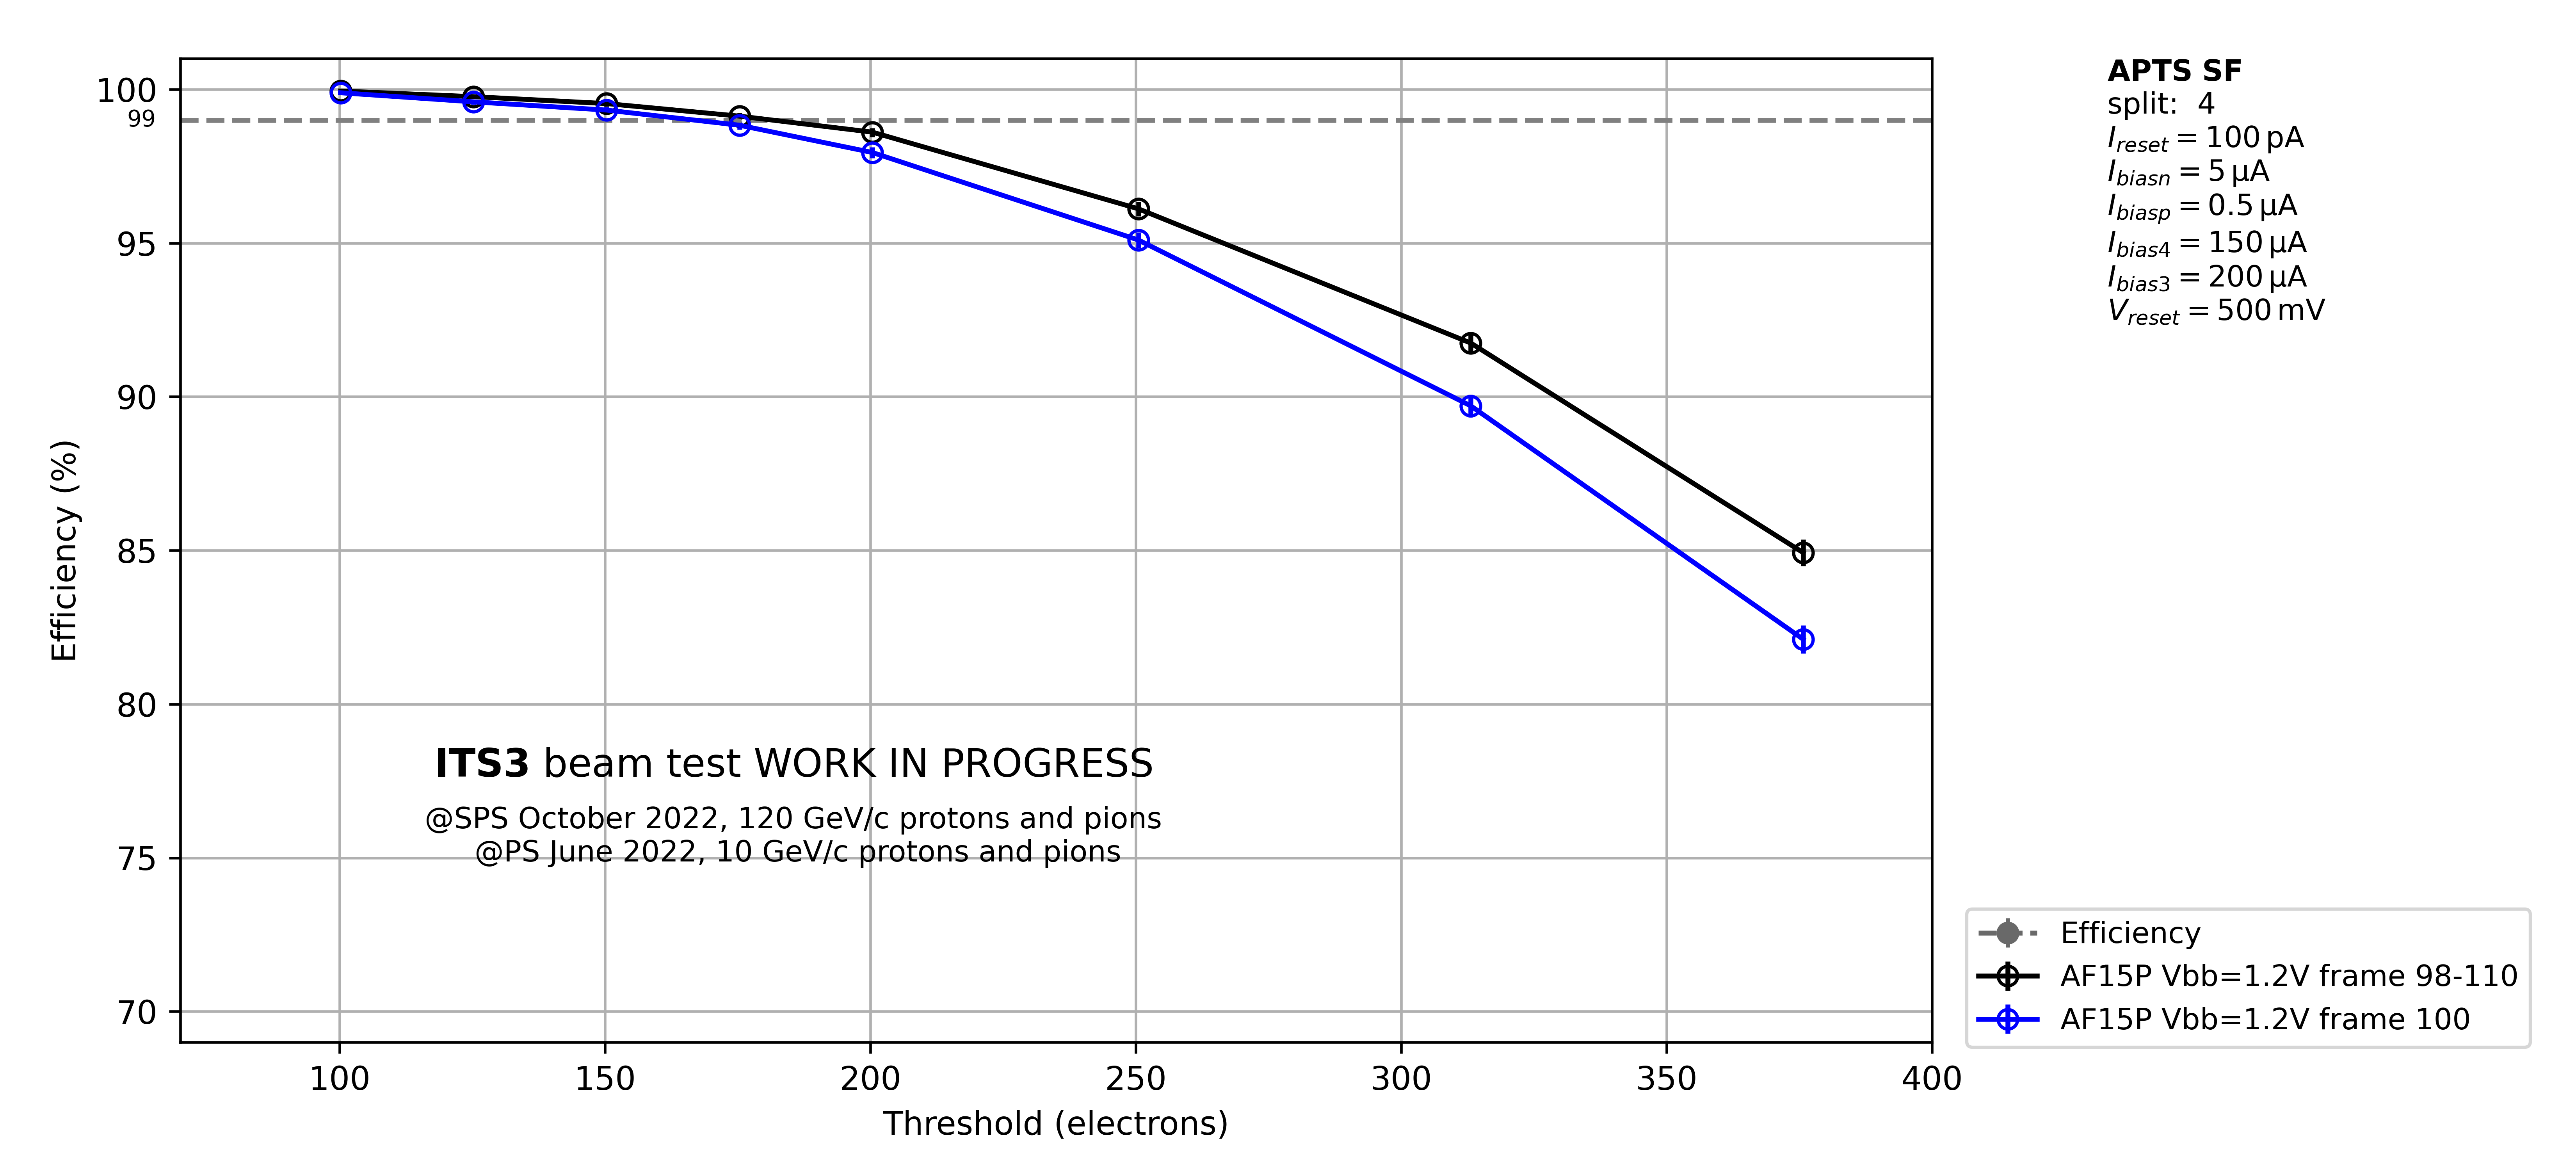 100
99
95
90
85
80
75
70
Efficiency (%)
ITS3 beam test WORK IN PROGRESS
@SPS October 2022, 120 GeV/c protons and pions
@PS June 2022, 10 GeV/c protons and pions
100 150 200 250 300 350 400
Threshold (electrons)
APTS SF
split: 4
I_reset = 100 pA
I_biasn = 5 μA
I_biasp = 0.5 μA
I_bias4 = 150 μA
I_bias3 = 200 μA
V_reset = 500 mV
Efficiency
AF15P Vbb=1.2V frame 98-110
AF15P Vbb=1.2V frame 100